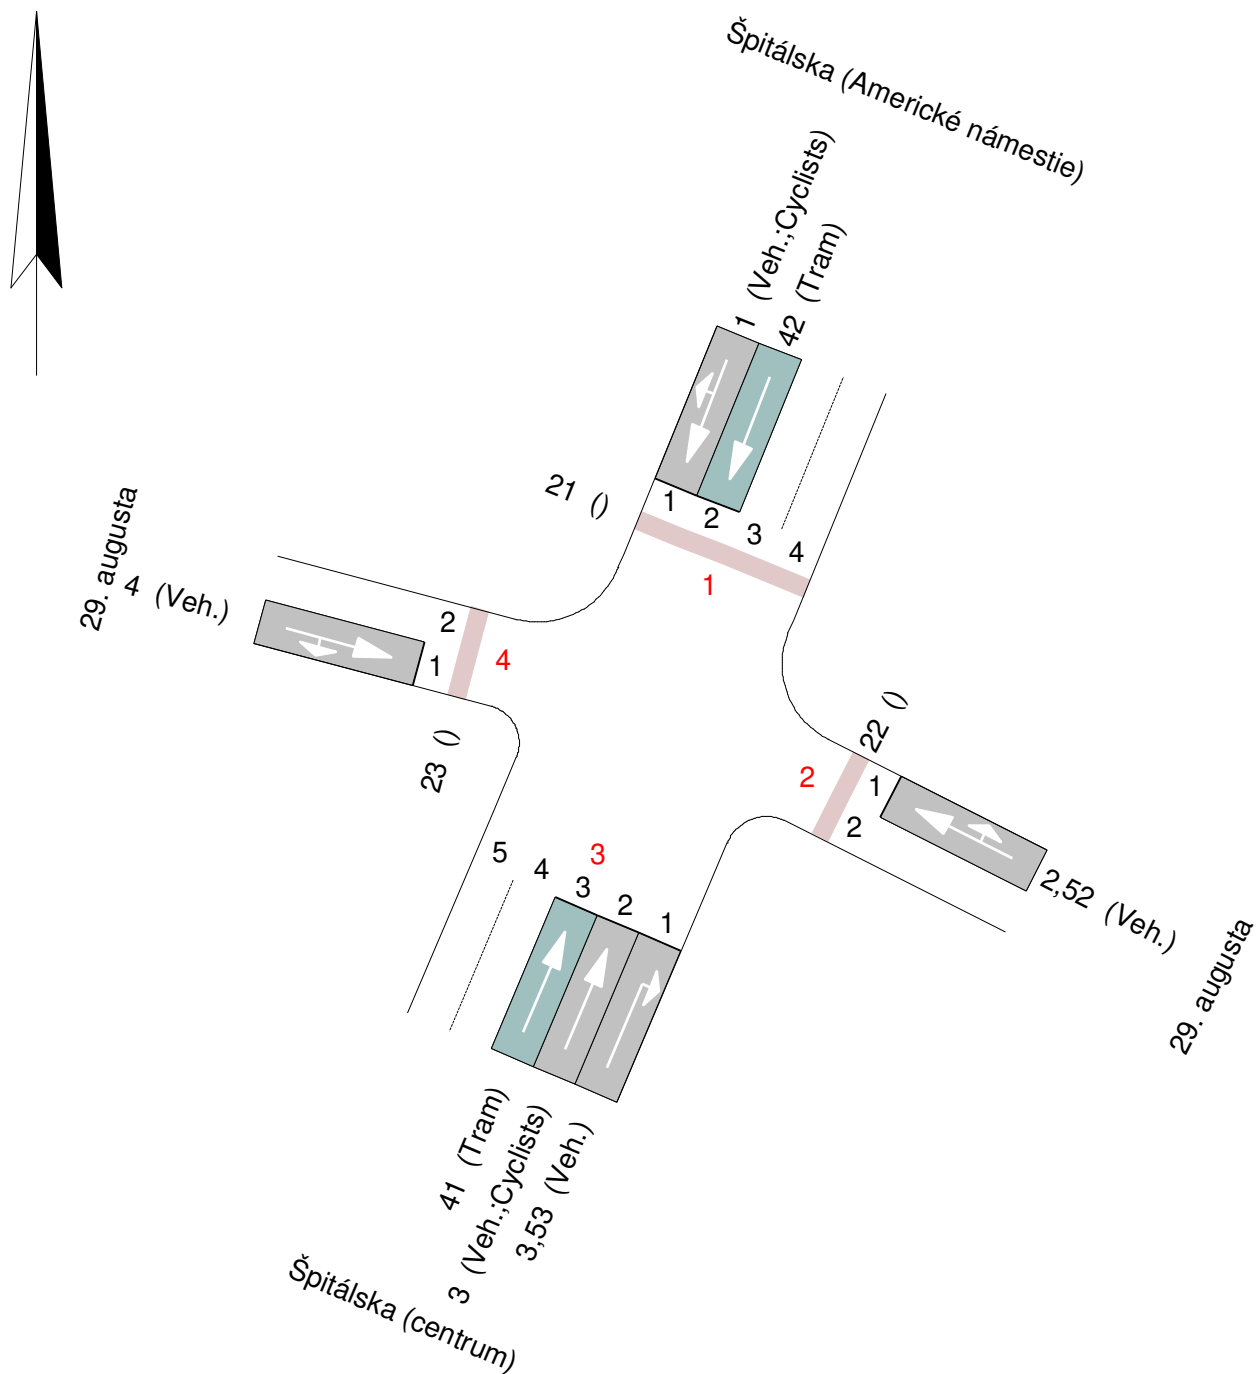 Špitálska (Americké námestie)
1 (Veh.;Cyclists)
42 (Tram)
21 ()
1
2
3
4
1
29. augusta
4 (Veh.)
2
1
4
23 ()
22 ()
2
1
2
2,52 (Veh.)
29. augusta
3
5
4
3
2
1
41 (Tram)
3 (Veh.;Cyclists)
3,53 (Veh.)
Špitálska (centrum)